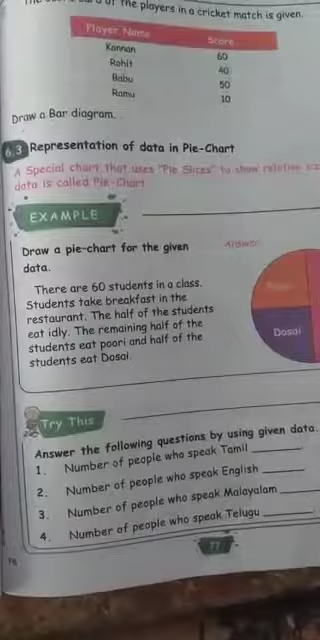 of the players in a cricket match is given.
Player Name Score
Kannan 60
Rohit 40
Babu 50
Ramu 10
Draw a Bar diagram.
6.3 Representation of data in Pie-Chart
A Special chart that uses "Pie Slices" to show relative
data is called Pie-Chart
EXAMPLE
Draw a pie-chart for the given
data.
Answer
There are 60 students in a class.
Students take breakfast in the
restaurant. The half of the students
eat idly. The remaining half of the
students eat poori and half of the
students eat Dosai.
Dosai
Try This
Answer the following questions by using given data.
1. Number of people who speak Tamil
2. Number of people who speak English
3. Number of people who speak Malayalam
4. Number of people who speak Telugu
77